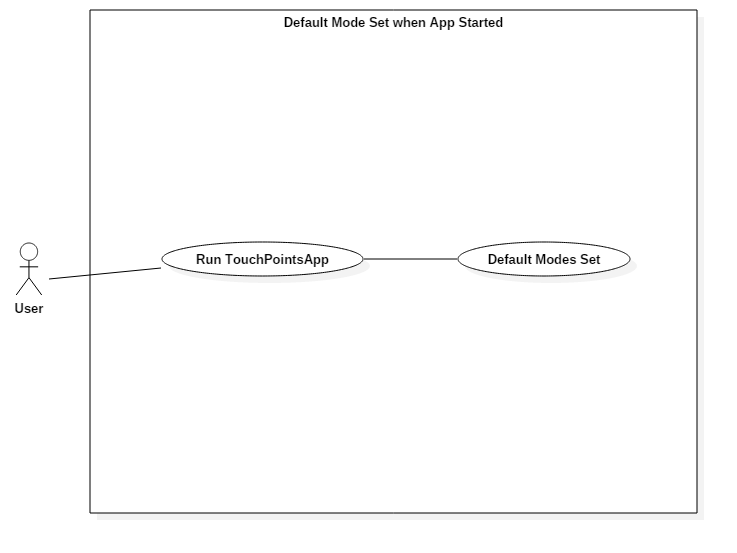 Default Mode Set when App Started
Run TouchPointsApp
Default Modes Set
User